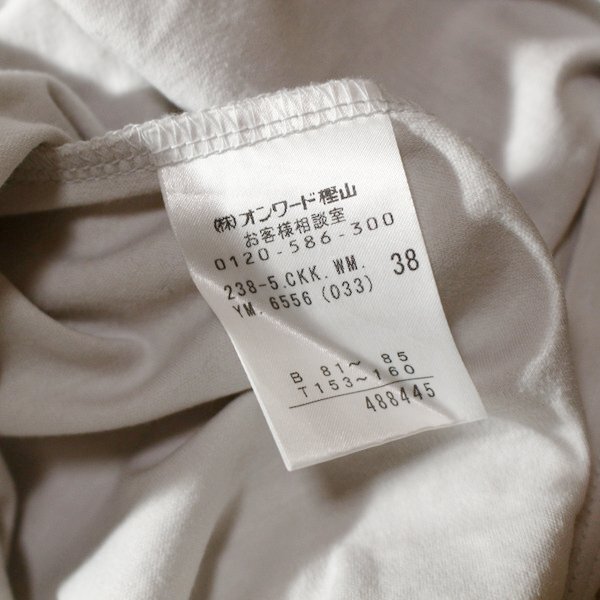 ㈱オンワード樫山
お客様相談室
0120-586-300
238-5.CKK.WM. 38
YM.6556(033)
B 81〜 85
T153〜160
488445